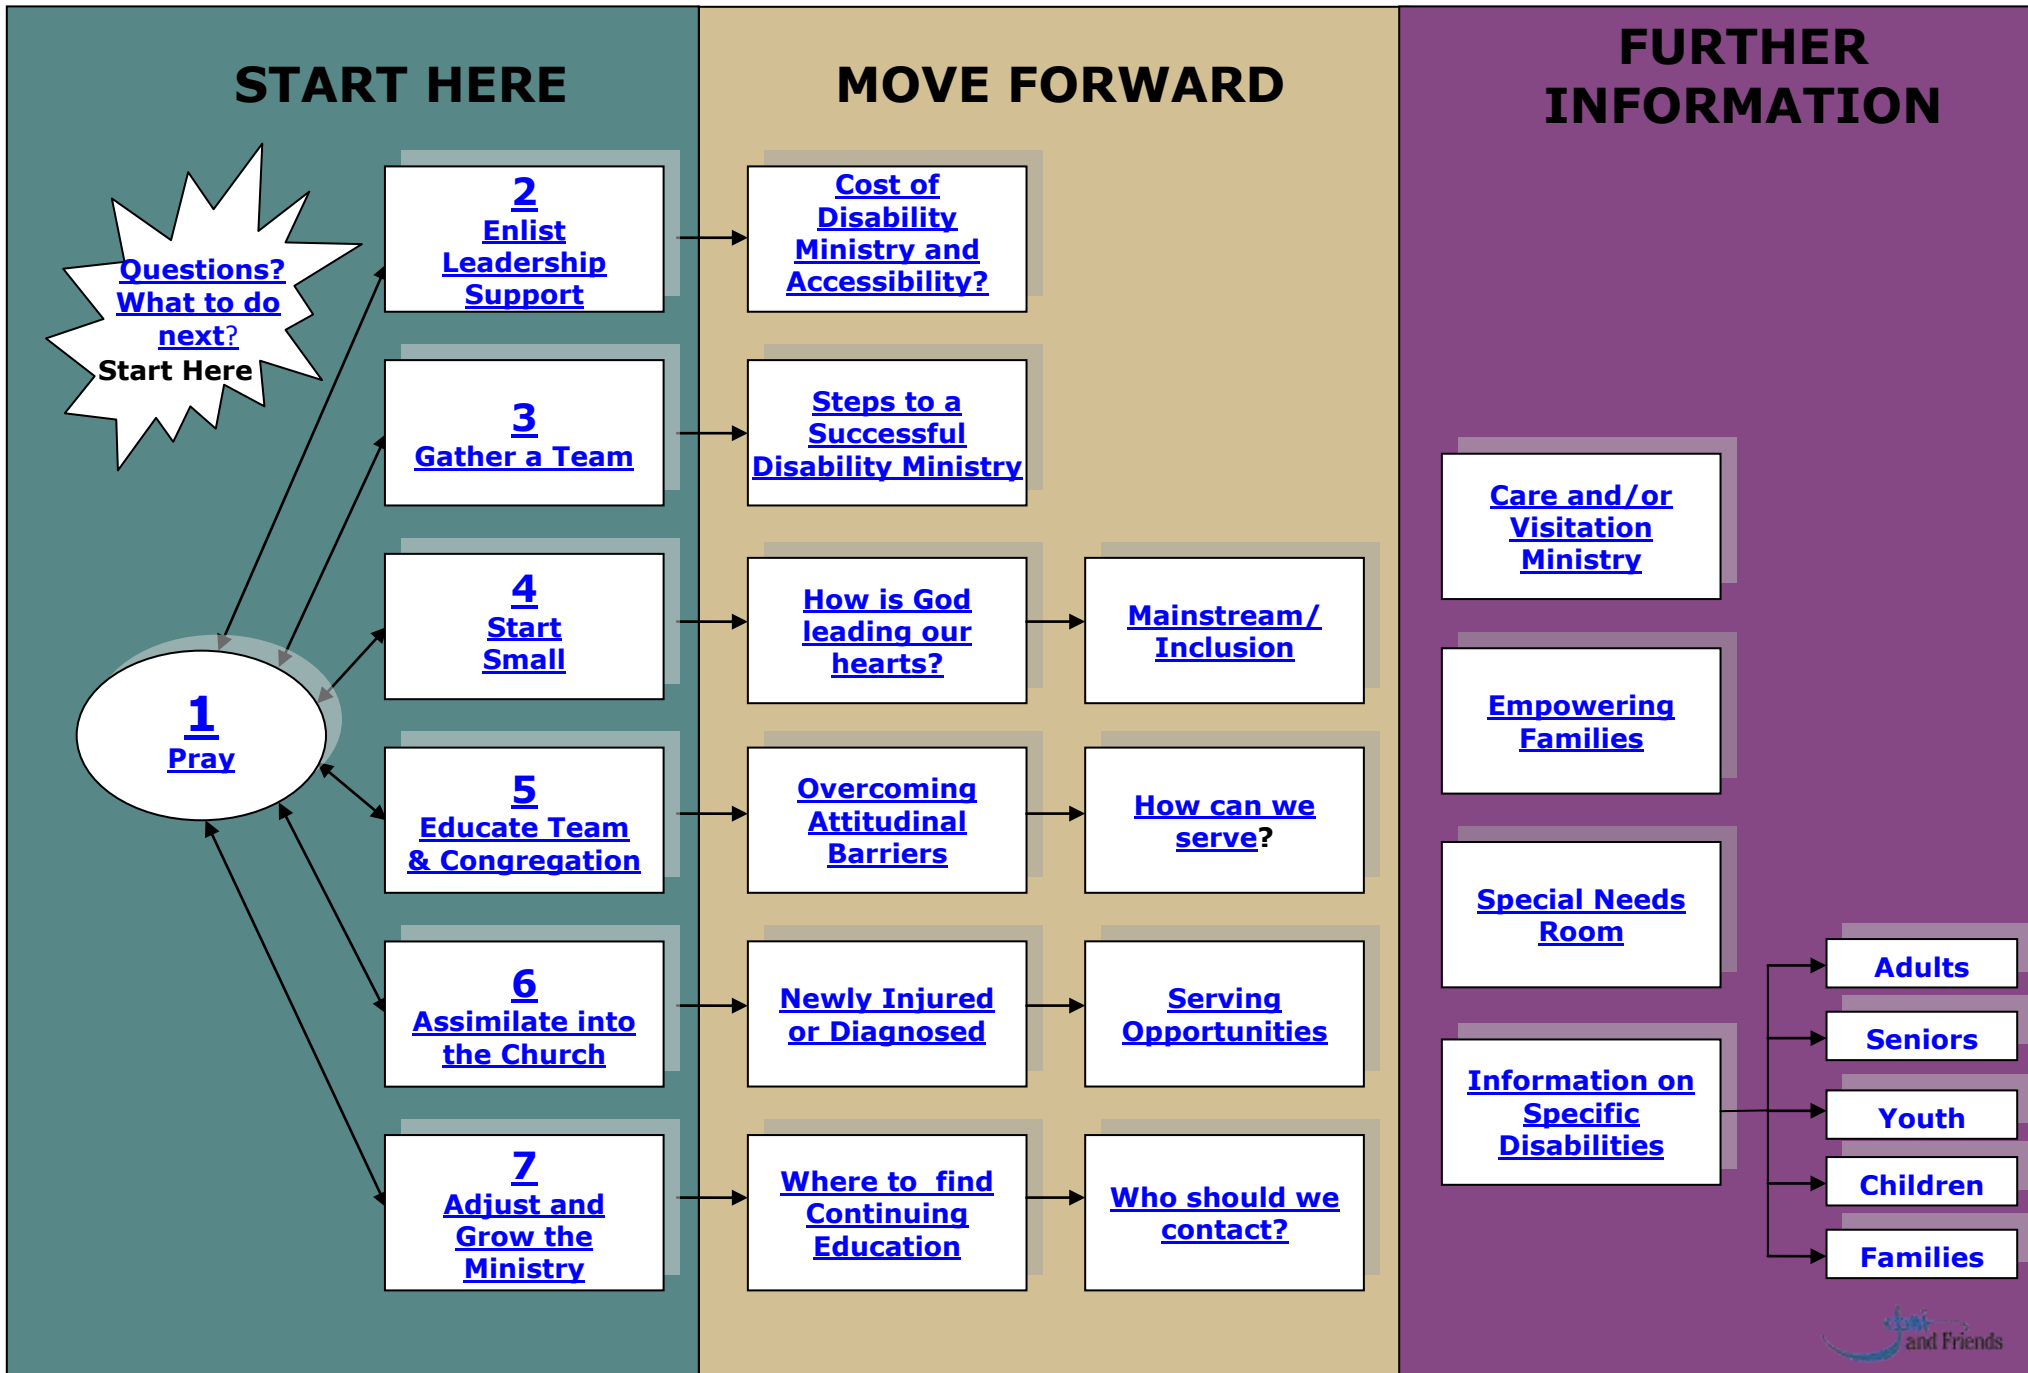 START HERE
Questions?
What to do
next?
Start Here
1
Pray
2
Enlist
Leadership
Support
3
Gather a Team
4
Start
Small
5
Educate Team
& Congregation
6
Assimilate into
the Church
7
Adjust and
Grow the
Ministry
MOVE FORWARD
Cost of
Disability
Ministry and
Accessibility?
Steps to a
Successful
Disability Ministry
How is God
leading our
hearts?
Mainstream/
Inclusion
Overcoming
Attitudinal
Barriers
How can we
serve?
Newly Injured
or Diagnosed
Serving
Opportunities
Where to  find
Continuing
Education
Who should we
contact?
FURTHER
INFORMATION
Care and/or
Visitation
Ministry
Empowering
Families
Special Needs
Room
Information on
Specific
Disabilities
Adults
Seniors
Youth
Children
Families
Joni
and Friends